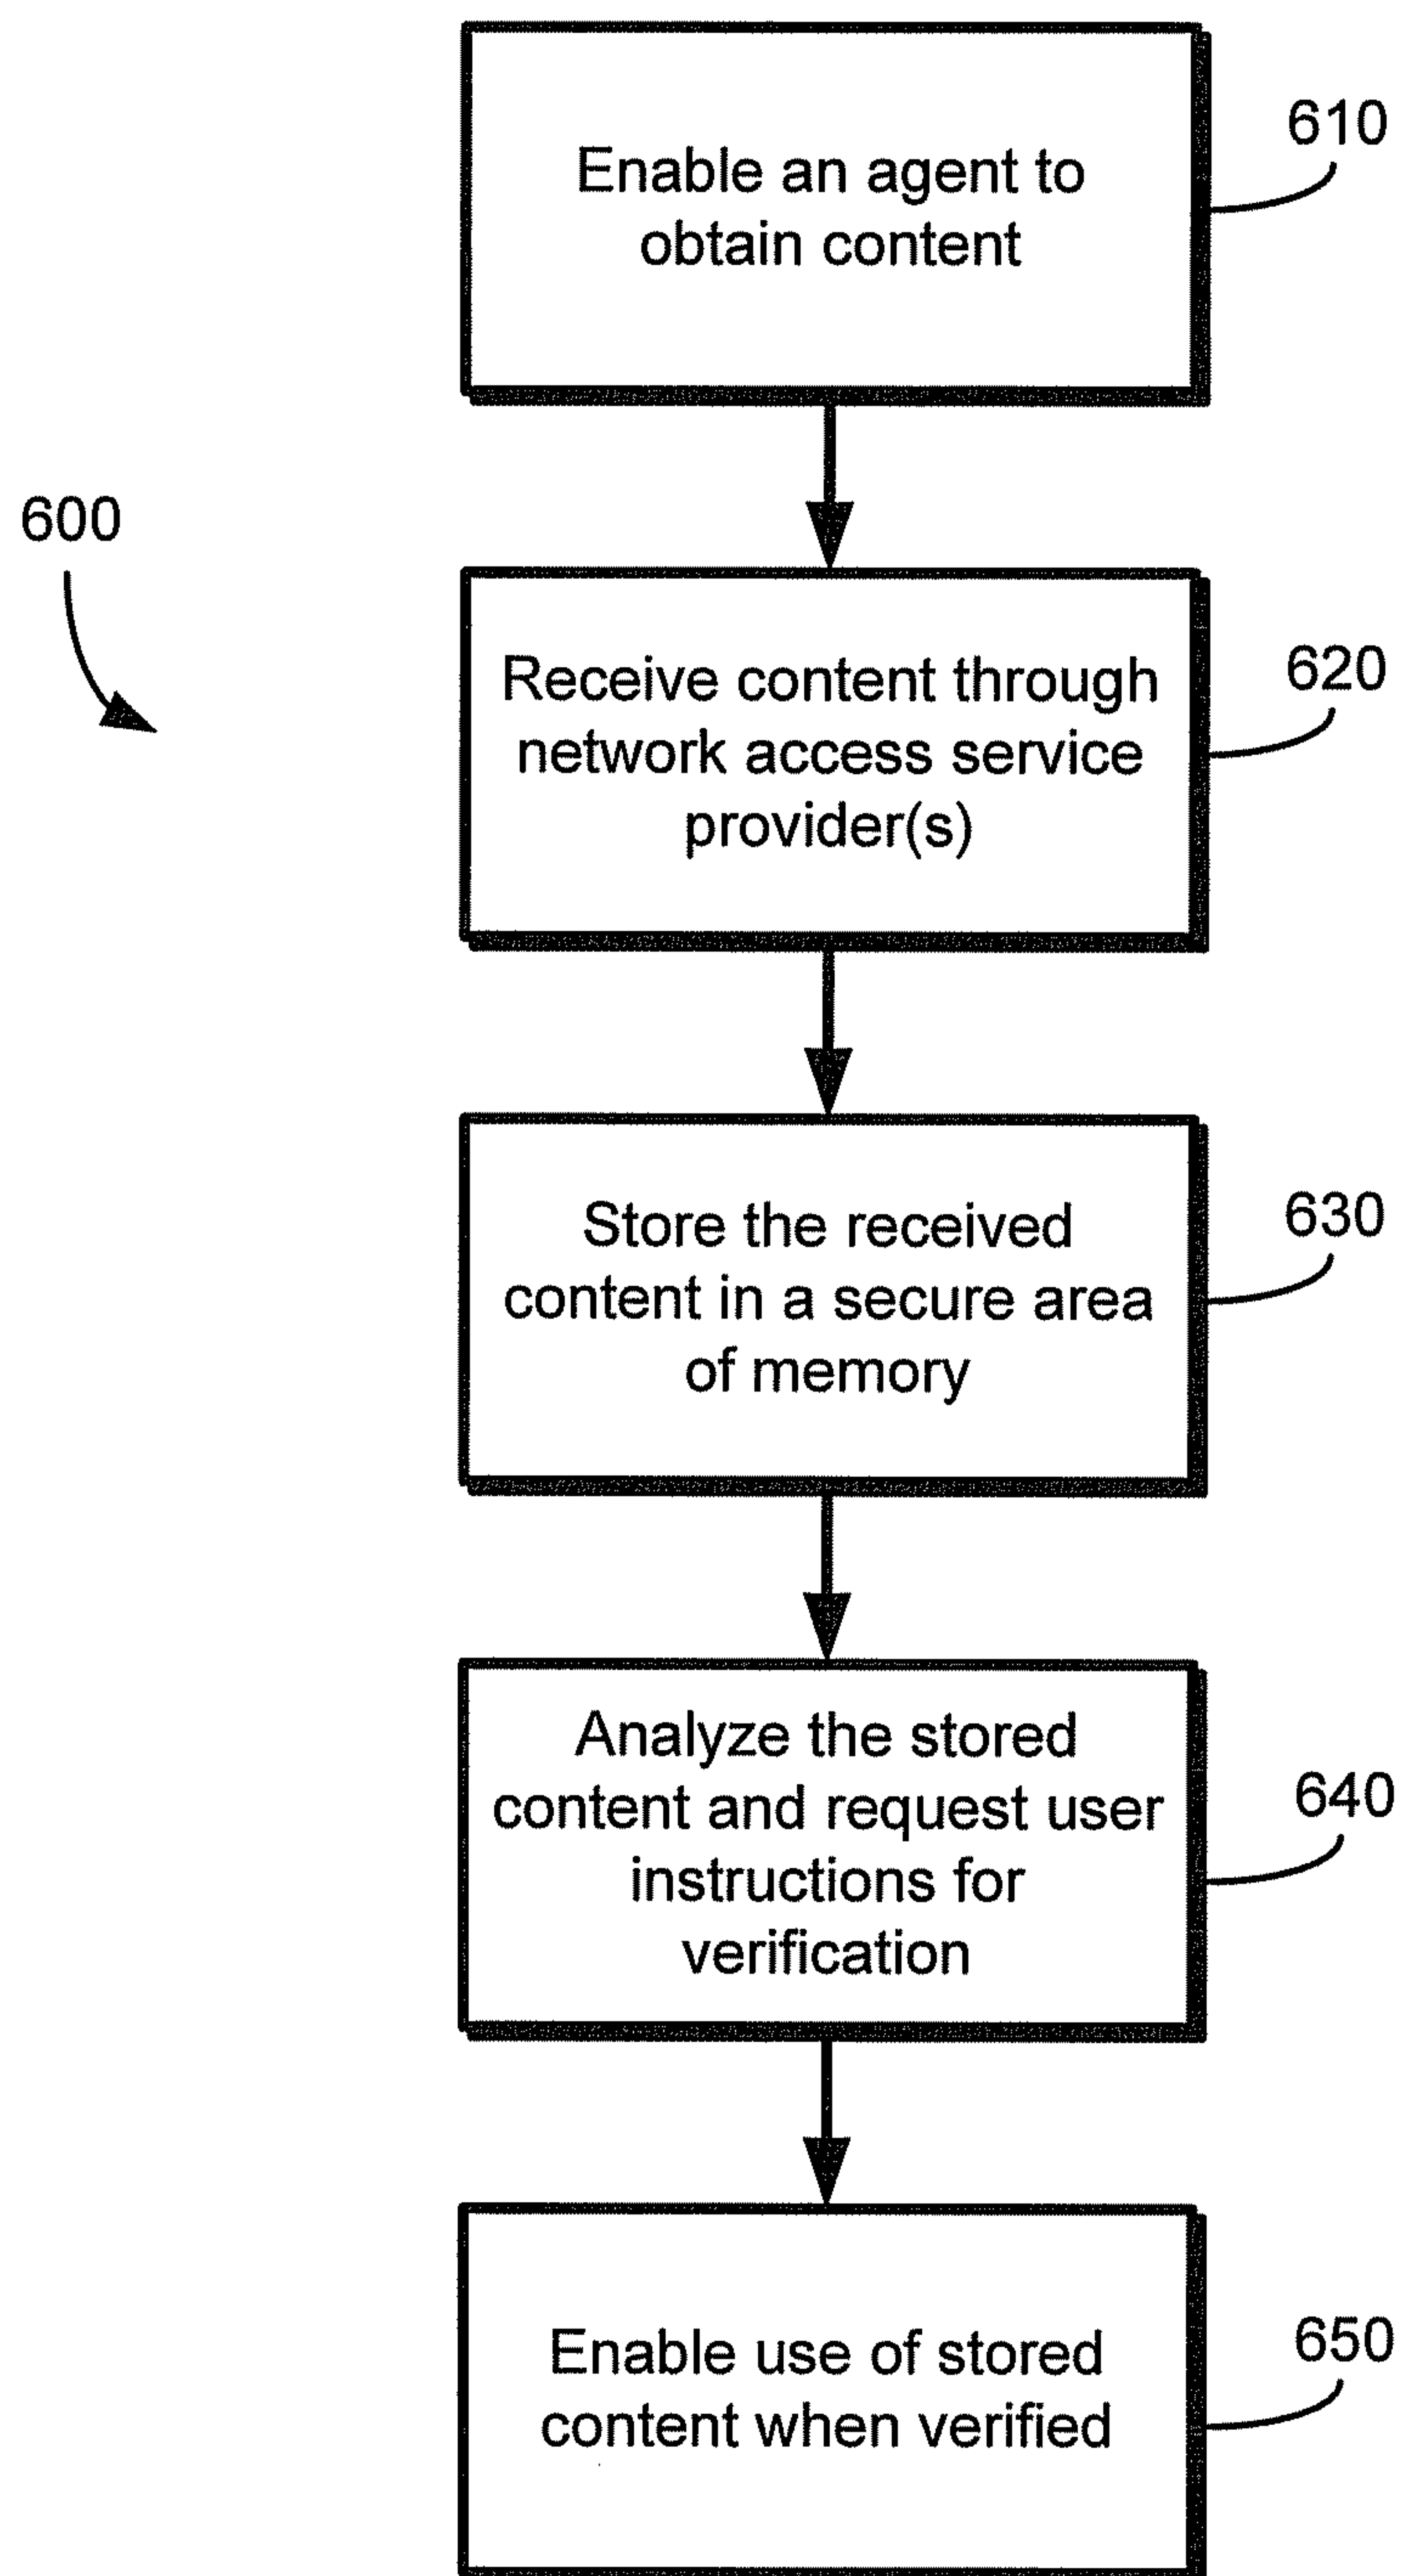 Enable an agent to
obtain content
610
600
Receive content through
network access service
provider(s)
620
Store the received
content in a secure area
of memory
630
Analyze the stored
content and request user
instructions for
verification
640
Enable use of stored
content when verified
650